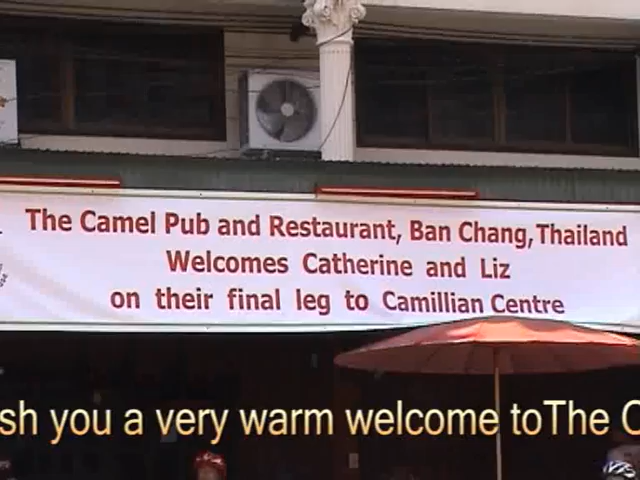 The Camel Pub and Restaurant, Ban Chang, Thailand
Welcomes Catherine and Liz
on their final leg to Camillian Centre
sh you a very warm welcome toThe C